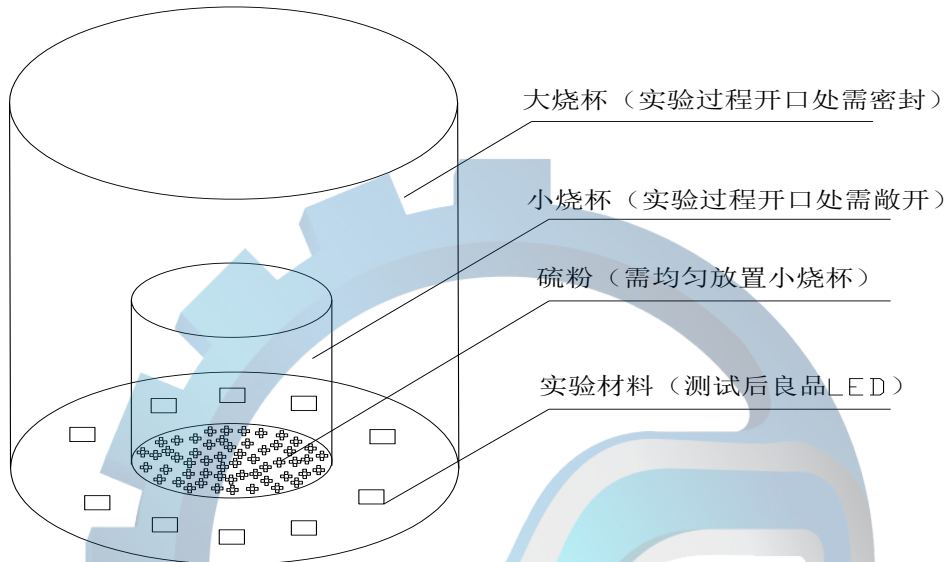 大烧杯（实验过程开口处需密封）
小烧杯（实验过程开口处需敞开）
硫粉（需均匀放置小烧杯）
实验材料（测试后良品LED）